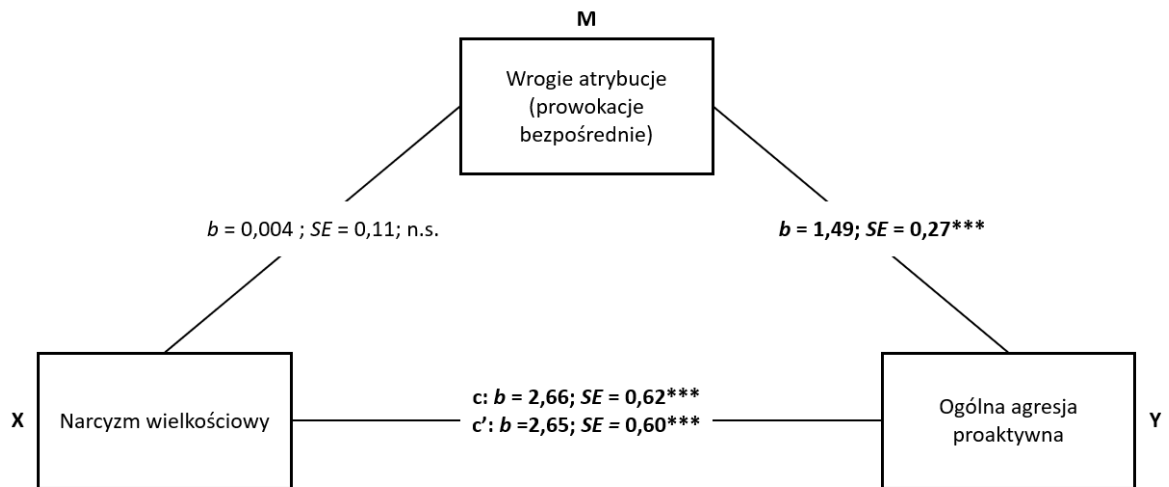 M
Wrogie atrybucje
(prowokacje
bezpośrednie)
b = 0,004 ; SE = 0,11; n.s.
b = 1,49; SE = 0,27***
X
Narcyzm wielkościowy
c: b = 2,66; SE = 0,62***
c’: b =2,65; SE = 0,60***
Ogólna agresja
proaktywna
Y